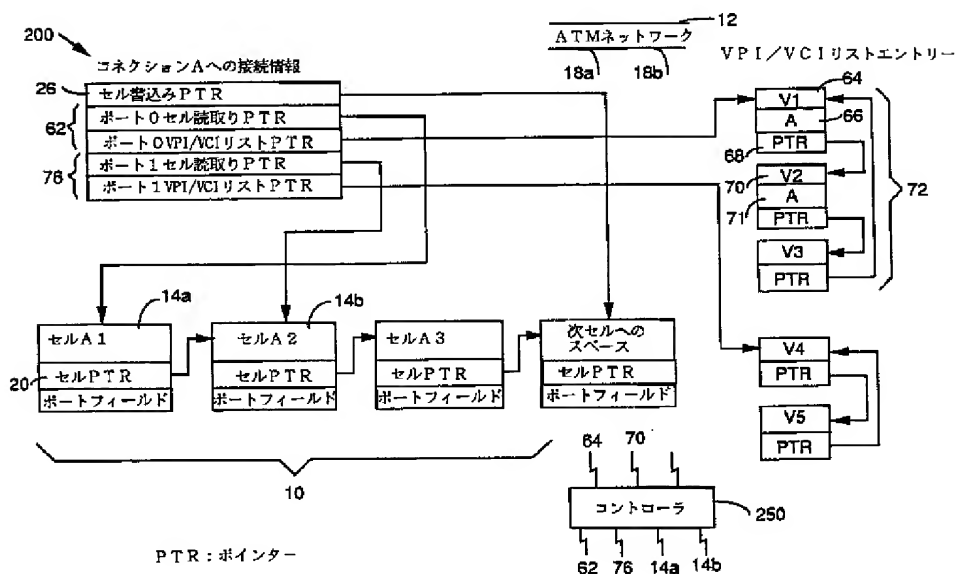 200
12
ATMネットワーク
18a
18b
コネクションAへの接続情報
VPI/VCIリストエントリー
26
セル書込みPTR
62
ポート0セル読取りPTR
ポート0VPI/VCIリストPTR
76
ポート1セル読取りPTR
ポート1VPI/VCIリストPTR
64
V1
A
66
68
PTR
70
V2
71
A
PTR
72
V3
PTR
14a
セルA1
20
セルPTR
ポートフィールド
14b
セルA2
セルPTR
ポートフィールド
セルA3
セルPTR
ポートフィールド
次セルへの
スペース
セルPTR
ポートフィールド
V4
PTR
V5
PTR
10
64
70
コントローラ
250
62
76
14a
14b
PTR:ポインター